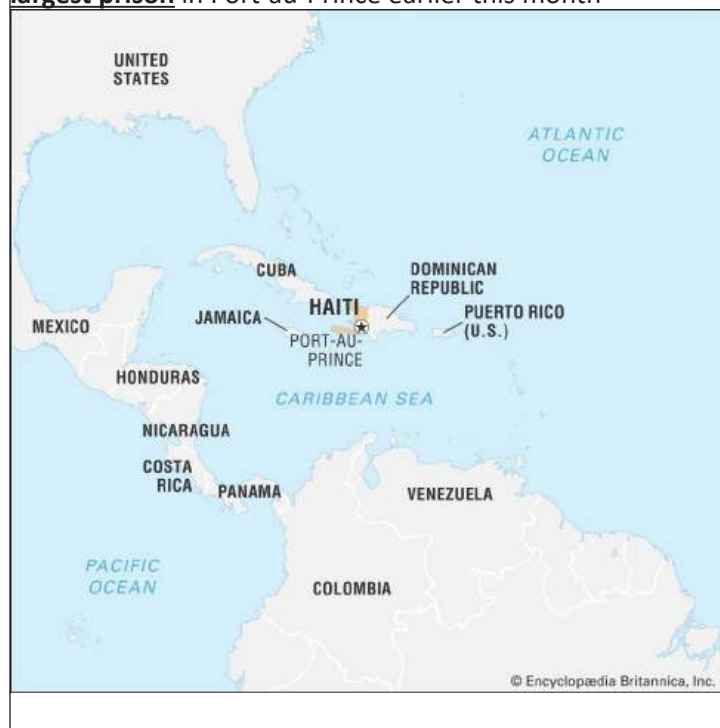 largest prison in Port-au-Prince earlier this month
UNITED
STATES
ATLANTIC
OCEAN
CUBA
DOMINICAN
REPUBLIC
HAITI
JAMAICA
PUERTO RICO
(U.S.)
MEXICO
PORT-AU-
PRINCE
HONDURAS
CARIBBEAN SEA
NICARAGUA
COSTA
RICA
PANAMA
VENEZUELA
PACIFIC
OCEAN
COLOMBIA
© Encyclopædia Britannica, Inc.